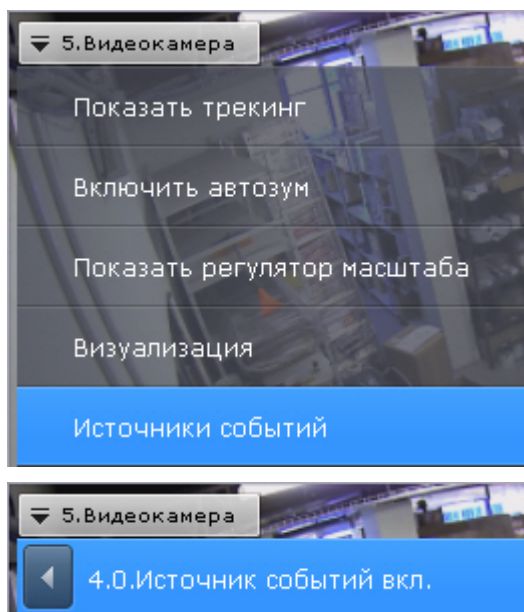 5.Видеокамера
Показать трекинг
Включить автозум
Показать регулятор масштаба
Визуализация
Источники событий
5.Видеокамера
4.0.Источник событий вкл.